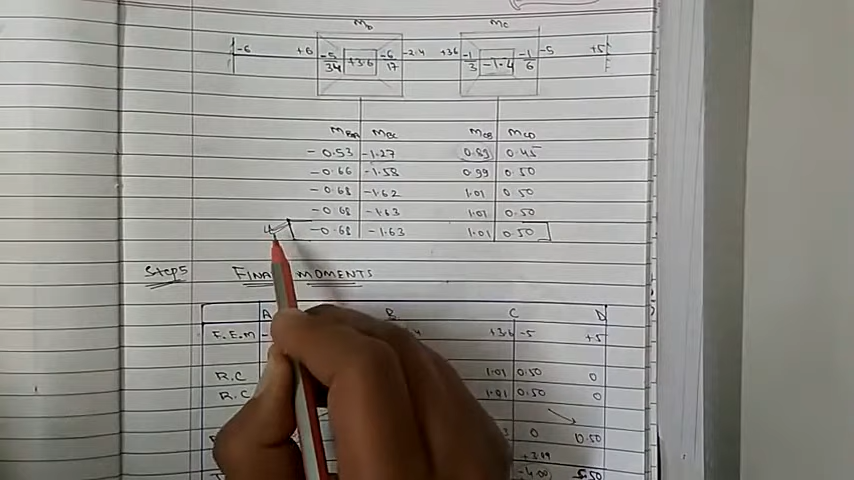 MB MC
-6 +6 -5/34 +3.6 -6/17 -2.4 +3.6 -1/3 -1.4 -1/6 -5 +5
MBA MBC MCB MCD
-0.53 -1.27 0.89 0.45
-0.66 -1.58 0.99 0.50
-0.68 -1.62 1.01 0.50
-0.68 -1.63 1.01 0.50
-0.68 -1.63 1.01 0.50
Step5 FINAL MOMENTS
A B C D
F.E.M - +3.6 -5 +5
R.C 1.01 0.50 0
R.C 1.01 0.50 0
0 0.50
-4.00 5.50